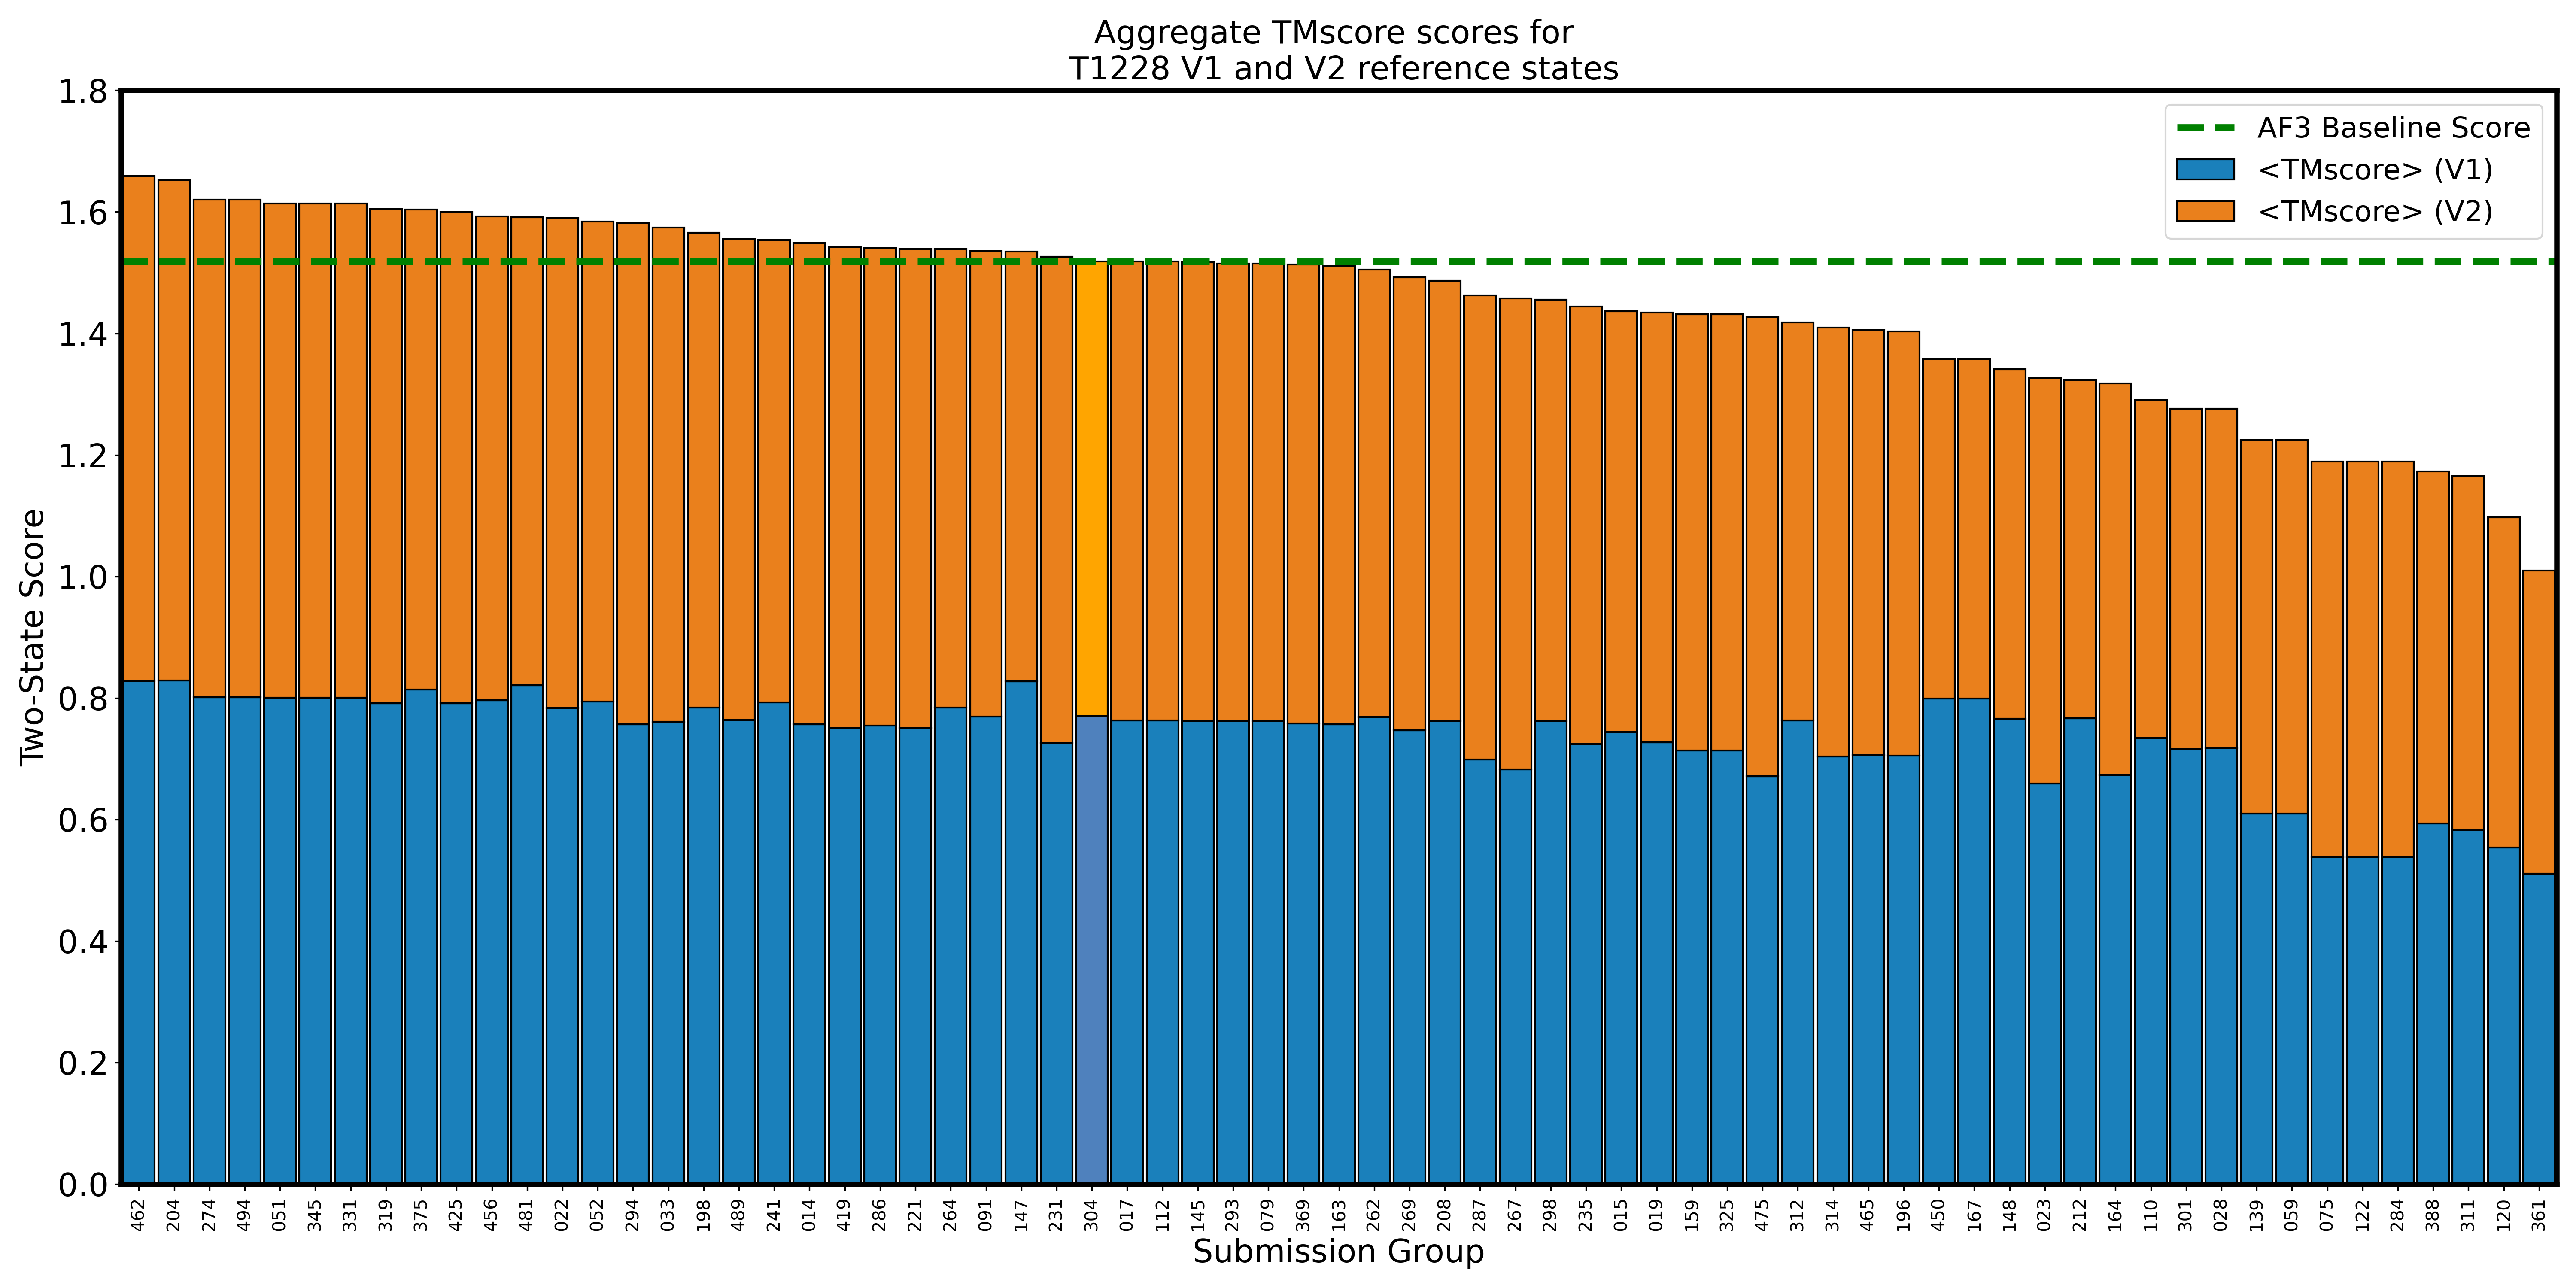 Aggregate TMscore scores for
T1228 V1 and V2 reference states
AF3 Baseline Score
<TMscore> (V1)
<TMscore> (V2)
Two-State Score
1.8
1.6
1.4
1.2
1.0
0.8
0.6
0.4
0.2
0.0
462 204 274 494 051 345 331 319 375 425 456 481 022 052 294 033 198 489 241 014 419 286 221 264 091 147 231 304 017 112 145 293 079 369 163 262 269 208 287 267 298 235 015 019 159 325 475 312 314 465 196 450 167 148 023 212 164 110 301 028 139 059 075 122 284 388 311 120 361
Submission Group